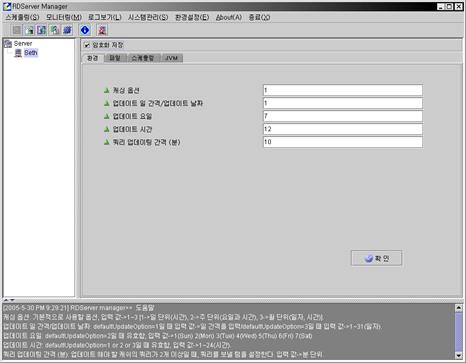 RDServer Manager
스케쥴링(S) 모니터링(M) 로그보기(L) 시스템관리(S) 환경설정(E) About(A) 종료(X)
Server
Seth
암호화 저장
환경 파일 스케쥴링 JVM
캐싱 옵션 1
업데이트 일 간격/업데이트 날짜 1
업데이트 요일 7
업데이트 시간 12
쿼리 업데이팅 간격 (분) 10
확 인
[2005-5-30 PM 9:29:21] RDServer manager>> 도움말
캐싱 옵션: 기본적으로 사용할 옵션, 입력 값->1~3 [1->일 단위(시간), 2->주 단위(요일과 시간), 3->월 단위(일자, 시간)]
업데이트 일 간격/업데이트 날짜: defaultUpdateOption=1일 때 입력 값->일 간격을 입력/defaultUpdateOption=3일 때 입력 값->1~31(일자).
업데이트 요일: defaultUpdateOption=2일 때 유효함, 입력 값->1(Sun) 2(Mon) 3(Tue) 4(Wed) 5(Thu) 6(Fri) 7(Sat)
업데이트 시간: defaultUpdateOption=1 or 2 or 3일 때 유효함, 입력 값->1~24(시간).
쿼리 업데이팅 간격 (분): 업데이트 해야 할 캐쉬의 쿼리가 2개 이상일 때, 쿼리를 보낼 텀을 설정한다. 입력 값->분 단위.